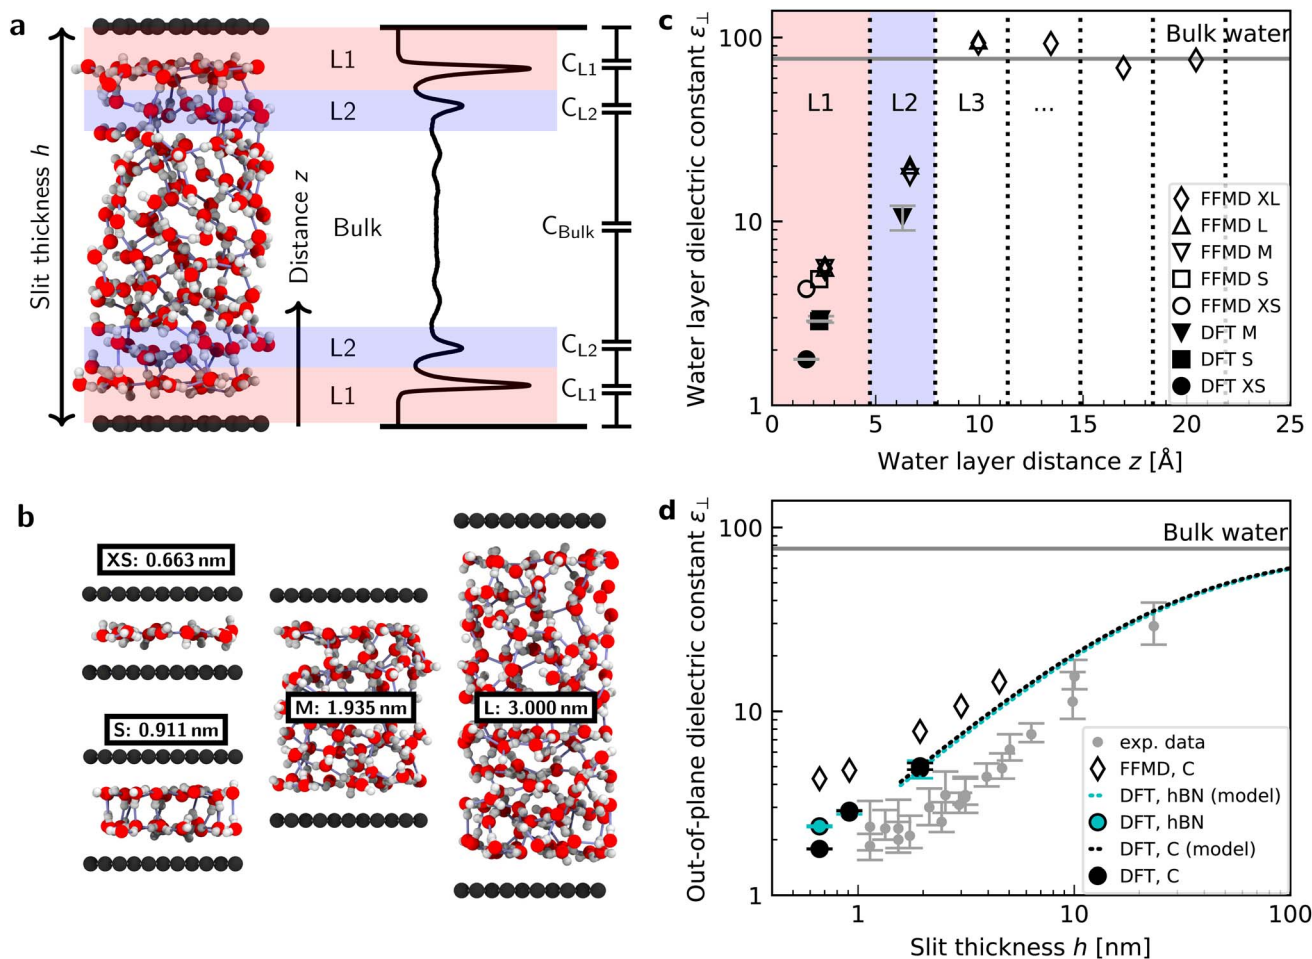 a
Slit thickness h
L1
L2
Bulk
L2
L1
Distance z
C_L1
C_L2
C_Bulk
C_L2
C_L1
b
XS: 0.663 nm
S: 0.911 nm
M: 1.935 nm
L: 3.000 nm
c
Water layer dielectric constant ε⊥
100
10
1
Bulk water
L1
L2
L3
...
FFMD XL
FFMD L
FFMD M
FFMD S
FFMD XS
DFT M
DFT S
DFT XS
0 5 10 15 20 25
Water layer distance z [Å]
d
Out-of-plane dielectric constant ε⊥
100
10
1
Bulk water
exp. data
FFMD, C
DFT, hBN (model)
DFT, hBN
DFT, C (model)
DFT, C
1 10 100
Slit thickness h [nm]